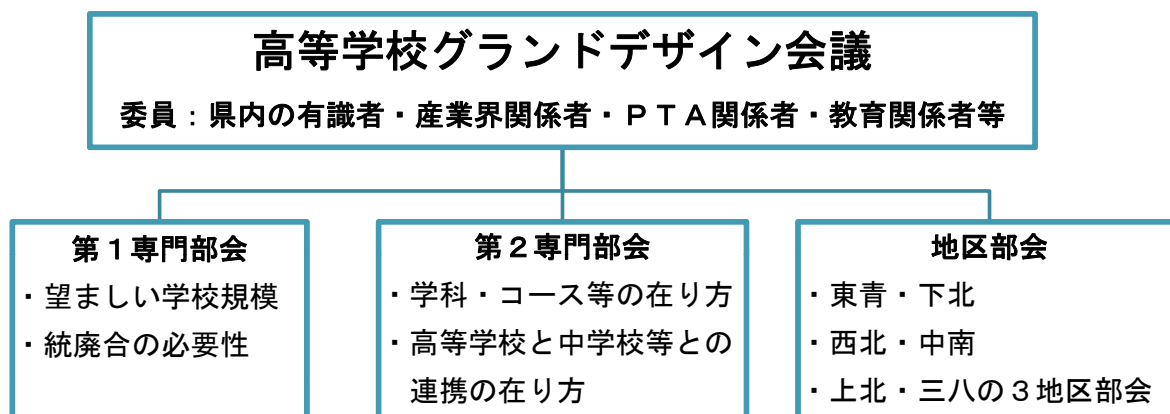 高等学校グランドデザイン会議
委員：県内の有識者・産業界関係者・ＰＴＡ関係者・教育関係者等
第１専門部会
・望ましい学校規模
・統廃合の必要性
第２専門部会
・学科・コース等の在り方
・高等学校と中学校等との
連携の在り方
地区部会
・東青・下北
・西北・中南
・上北・三八の３地区部会